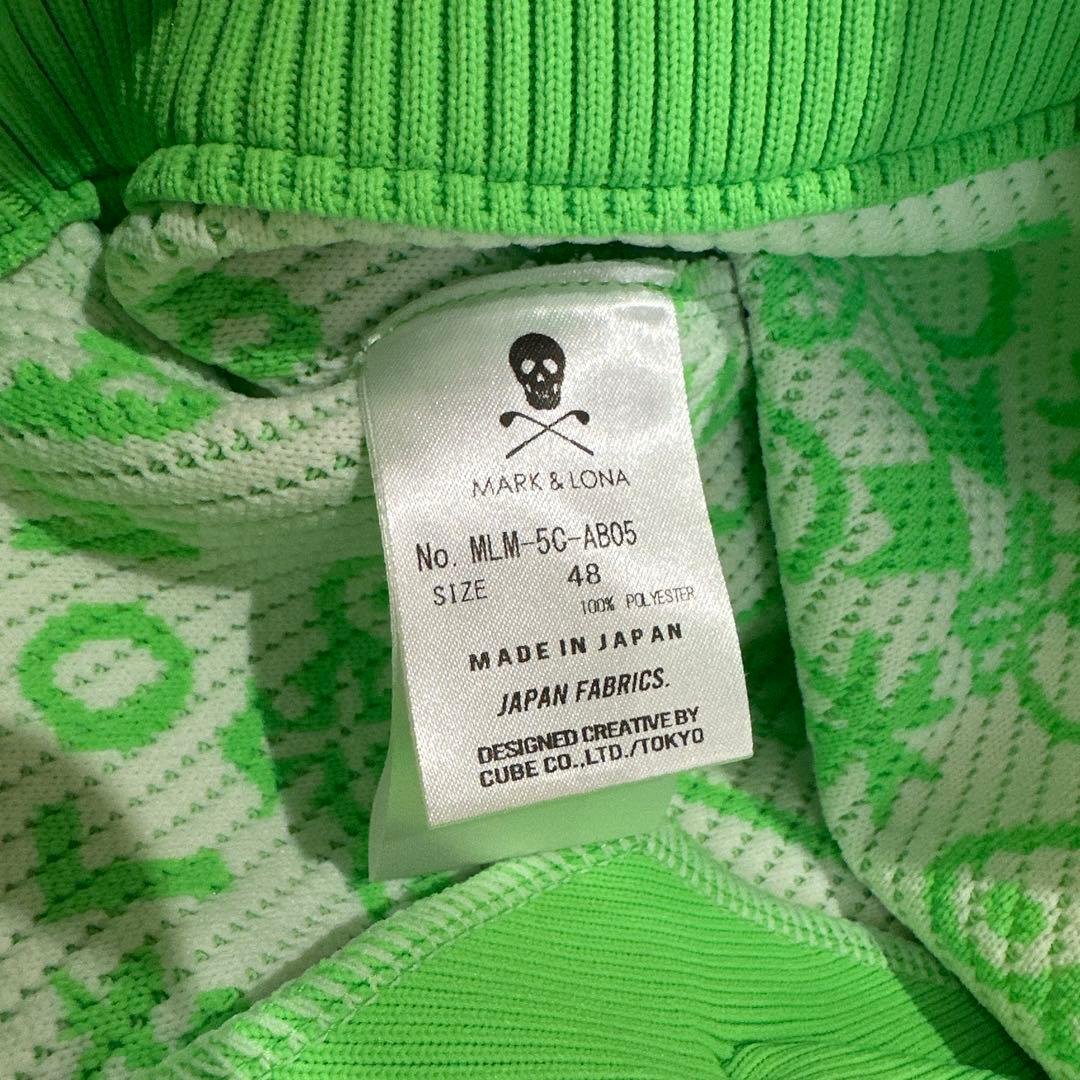 MARK & LONA
No. MLM-5C-AB05
SIZE 48
100% POLYESTER
MADE IN JAPAN
JAPAN FABRICS.
DESIGNED CREATIVE BY
CUBE CO.,LTD./TOKYO